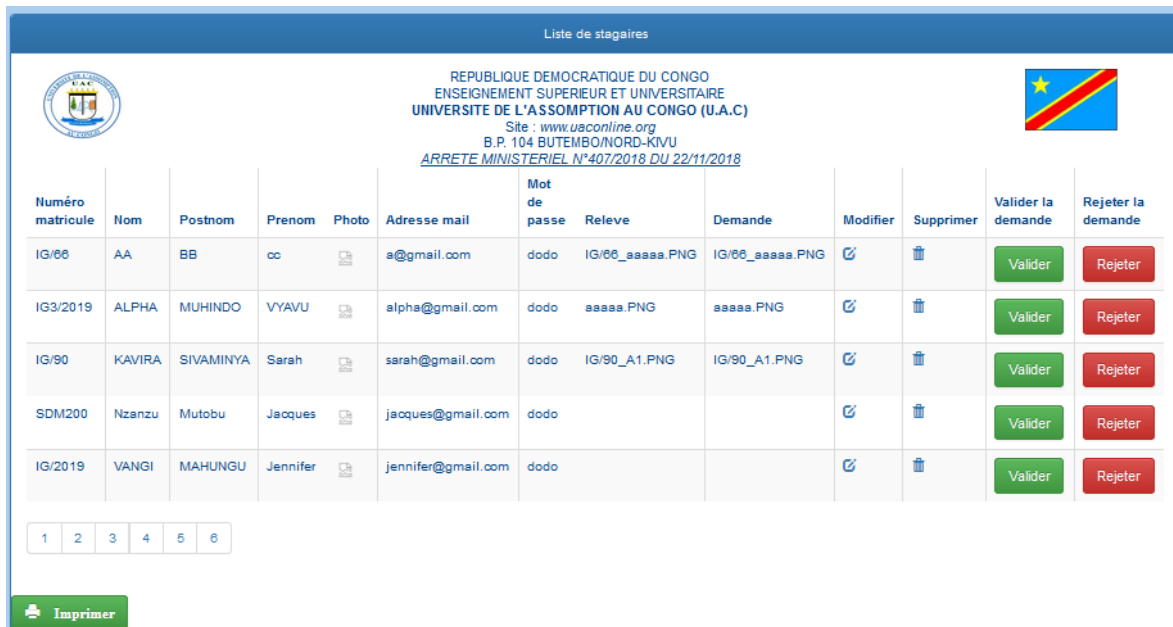 Liste de stagaires
UAC
REPUBLIQUE DEMOCRATIQUE DU CONGO
ENSEIGNEMENT SUPERIEUR ET UNIVERSITAIRE
UNIVERSITE DE L'ASSOMPTION AU CONGO (U.A.C)
Site : www.uaconline.org
B.P. 104 BUTEMBO/NORD-KIVU
ARRETE MINISTERIEL N°407/2018 DU 22/11/2018
Numéro matricule Nom Postnom Prenom Photo Adresse mail Mot de passe Releve Demande Modifier Supprimer Valider la demande Rejeter la demande
IG/66 AA BB cc a@gmail.com dodo IG/66_aaaaa.PNG IG/66_aaaaa.PNG Valider Rejeter
IG3/2019 ALPHA MUHINDO VYAVU alpha@gmail.com dodo aaaaa.PNG aaaaa.PNG Valider Rejeter
IG/90 KAVIRA SIVAMINYA Sarah sarah@gmail.com dodo IG/90_A1.PNG IG/90_A1.PNG Valider Rejeter
SDM200 Nzanzu Mutobu Jacques jacques@gmail.com dodo Valider Rejeter
IG/2019 VANGI MAHUNGU Jennifer jennifer@gmail.com dodo Valider Rejeter
1 2 3 4 5 6
Imprimer